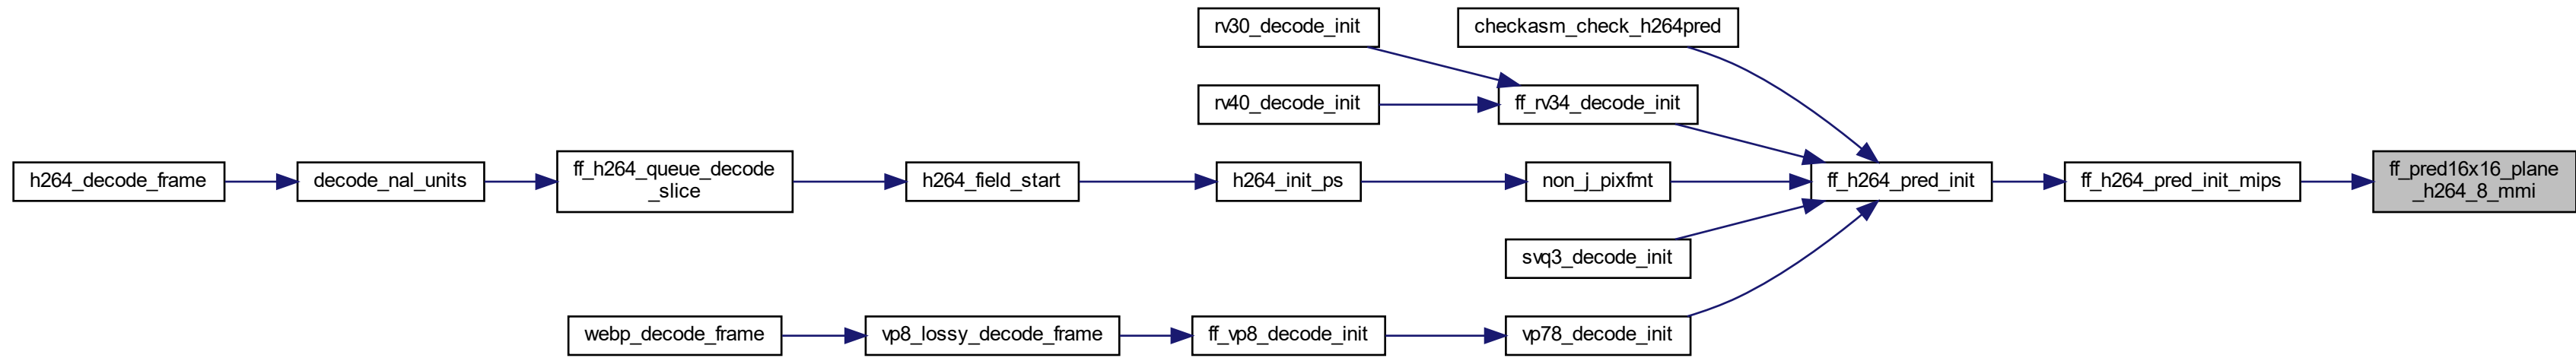 rv30_decode_init
checkasm_check_h264pred
rv40_decode_init
ff_rv34_decode_init
h264_decode_frame
decode_nal_units
ff_h264_queue_decode
_slice
h264_field_start
h264_init_ps
non_j_pixfmt
ff_h264_pred_init
ff_h264_pred_init_mips
ff_pred16x16_plane
_h264_8_mmi
svq3_decode_init
webp_decode_frame
vp8_lossy_decode_frame
ff_vp8_decode_init
vp78_decode_init